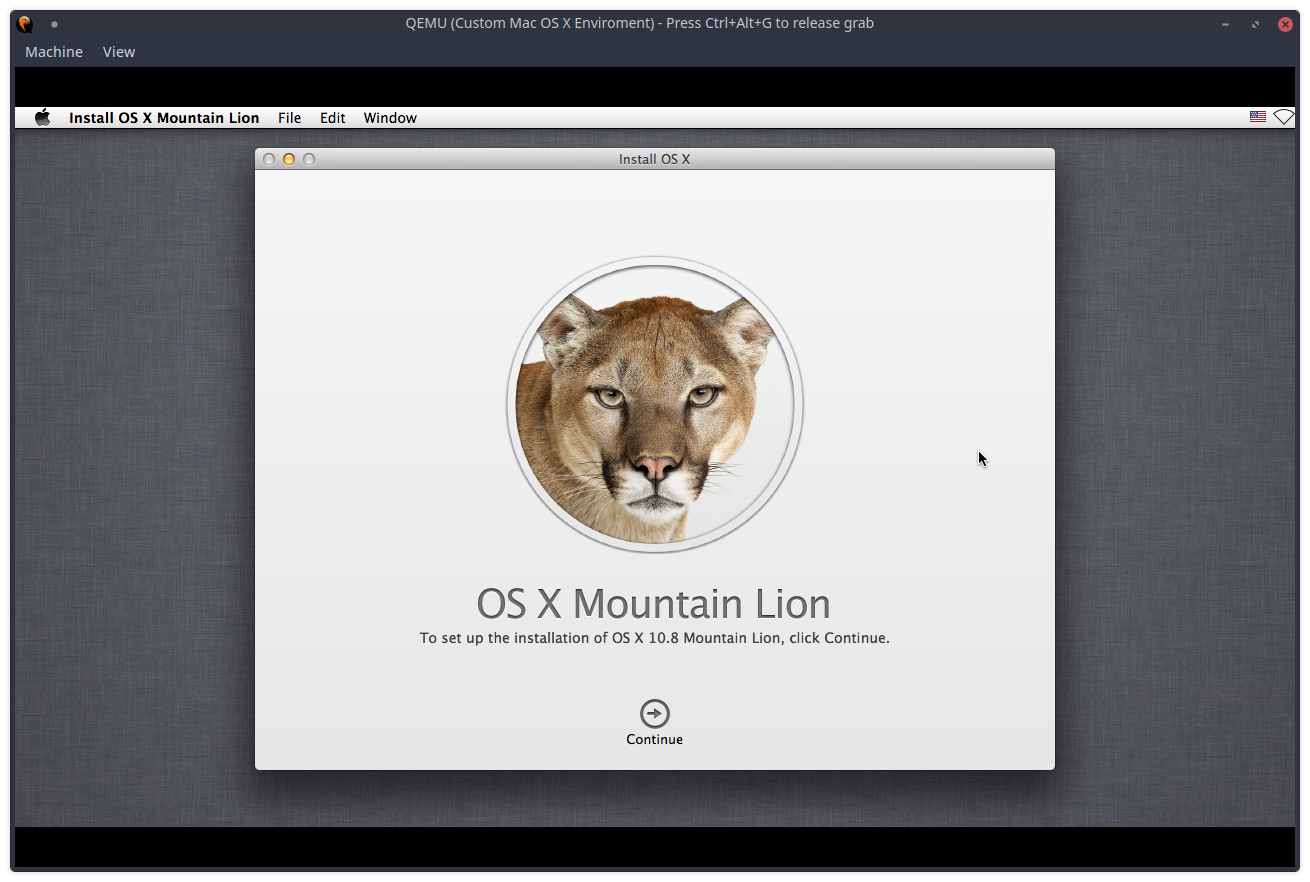 QEMU (Custom Mac OS X Enviroment) - Press Ctrl+Alt+G to release grab
Machine View
Install OS X Mountain Lion File Edit Window
Install OS X
OS X Mountain Lion
To set up the installation of OS X 10.8 Mountain Lion, click Continue.
Continue